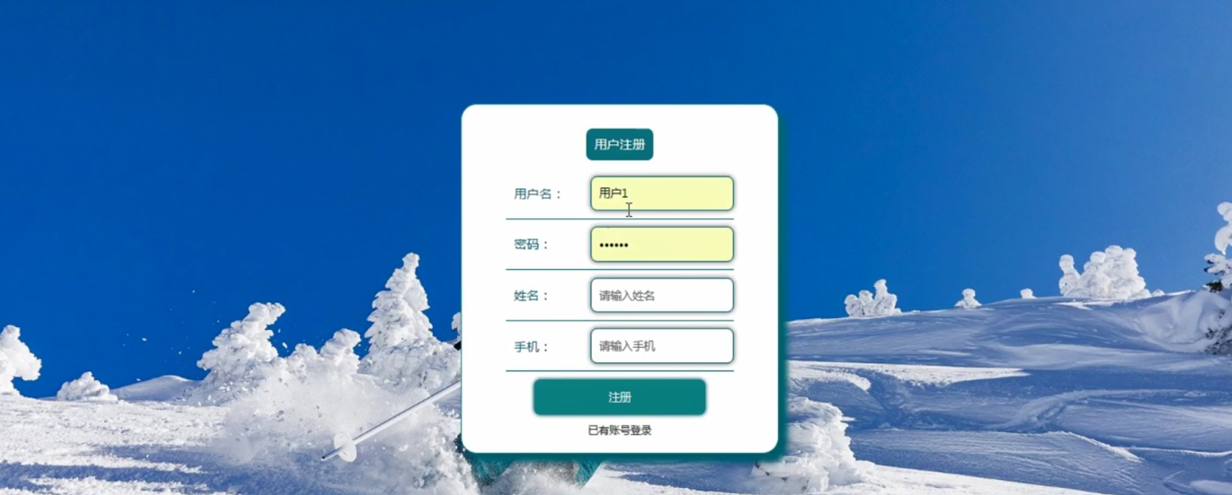 用户注册
用户名： 用户1
密码： ••••••
姓名： 请输入姓名
手机： 请输入手机
注册
已有账号登录